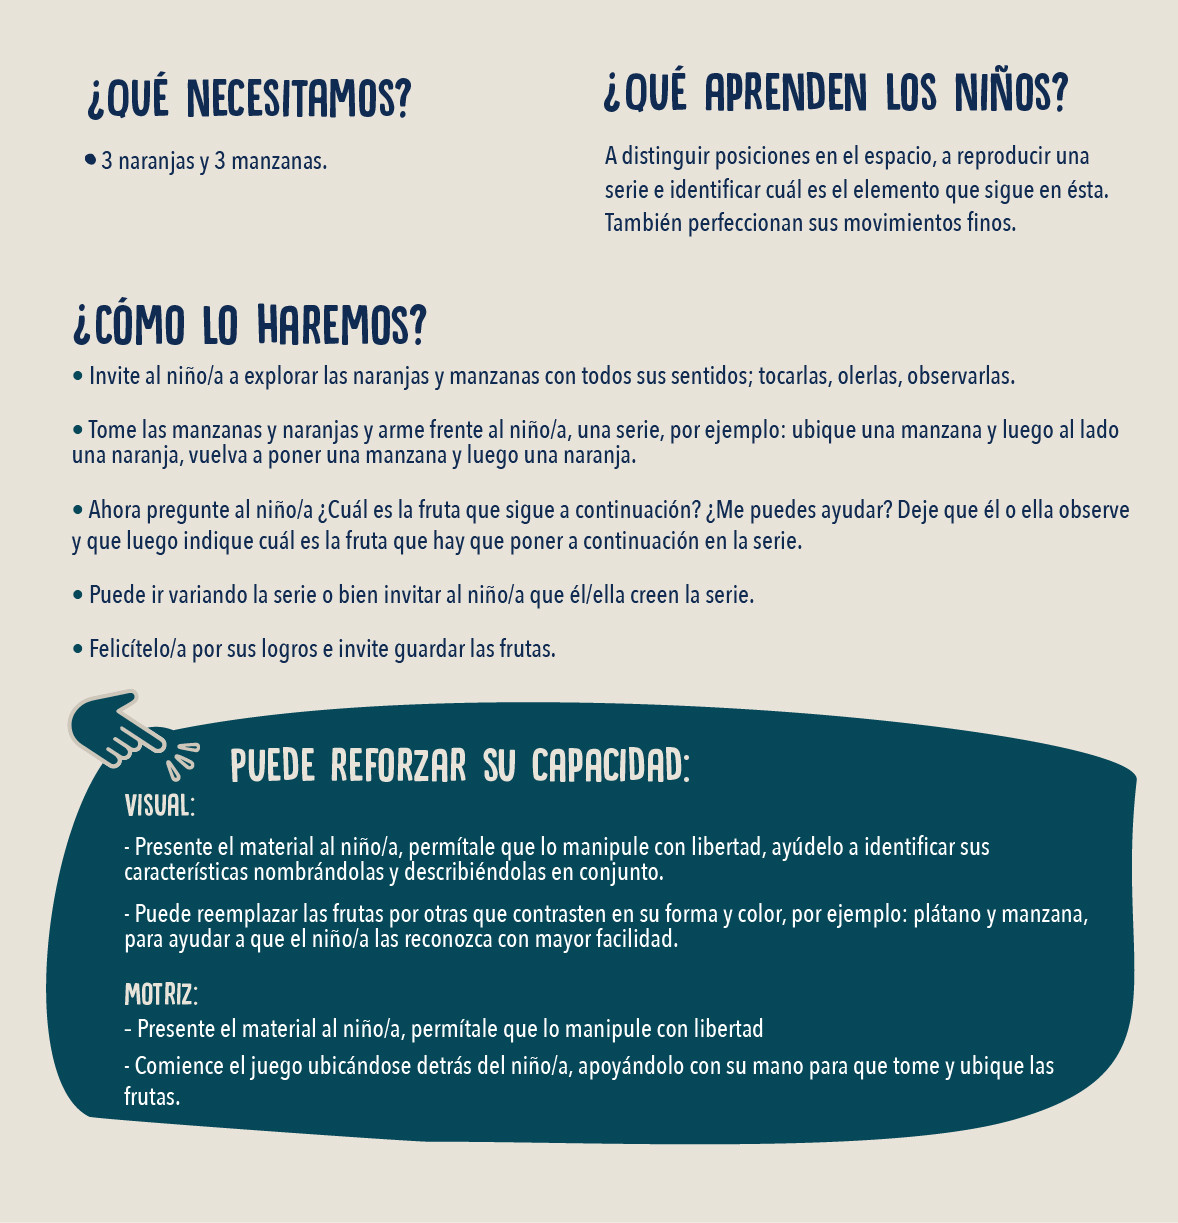 ¿QUÉ NECESITAMOS?
• 3 naranjas y 3 manzanas.
¿QUÉ APRENDEN LOS NIÑOS?
A distinguir posiciones en el espacio, a reproducir una
serie e identificar cuál es el elemento que sigue en ésta.
También perfeccionan sus movimientos finos.
¿CÓMO LO HAREMOS?
• Invite al niño/a a explorar las naranjas y manzanas con todos sus sentidos; tocarlas, olerlas, observarlas.
• Tome las manzanas y naranjas y arme frente al niño/a, una serie, por ejemplo: ubique una manzana y luego al lado
una naranja, vuelva a poner una manzana y luego una naranja.
• Ahora pregunte al niño/a ¿Cuál es la fruta que sigue a continuación? ¿Me puedes ayudar? Deje que él o ella observe
y que luego indique cuál es la fruta que hay que poner a continuación en la serie.
• Puede ir variando la serie o bien invitar al niño/a que él/ella creen la serie.
• Felicítelo/a por sus logros e invite guardar las frutas.
PUEDE REFORZAR SU CAPACIDAD:
VISUAL:
- Presente el material al niño/a, permítale que lo manipule con libertad, ayúdelo a identificar sus
características nombrándolas y describiéndolas en conjunto.
- Puede reemplazar las frutas por otras que contrasten en su forma y color, por ejemplo: plátano y manzana,
para ayudar a que el niño/a las reconozca con mayor facilidad.
MOTRIZ:
– Presente el material al niño/a, permítale que lo manipule con libertad
- Comience el juego ubicándose detrás del niño/a, apoyándolo con su mano para que tome y ubique las
frutas.